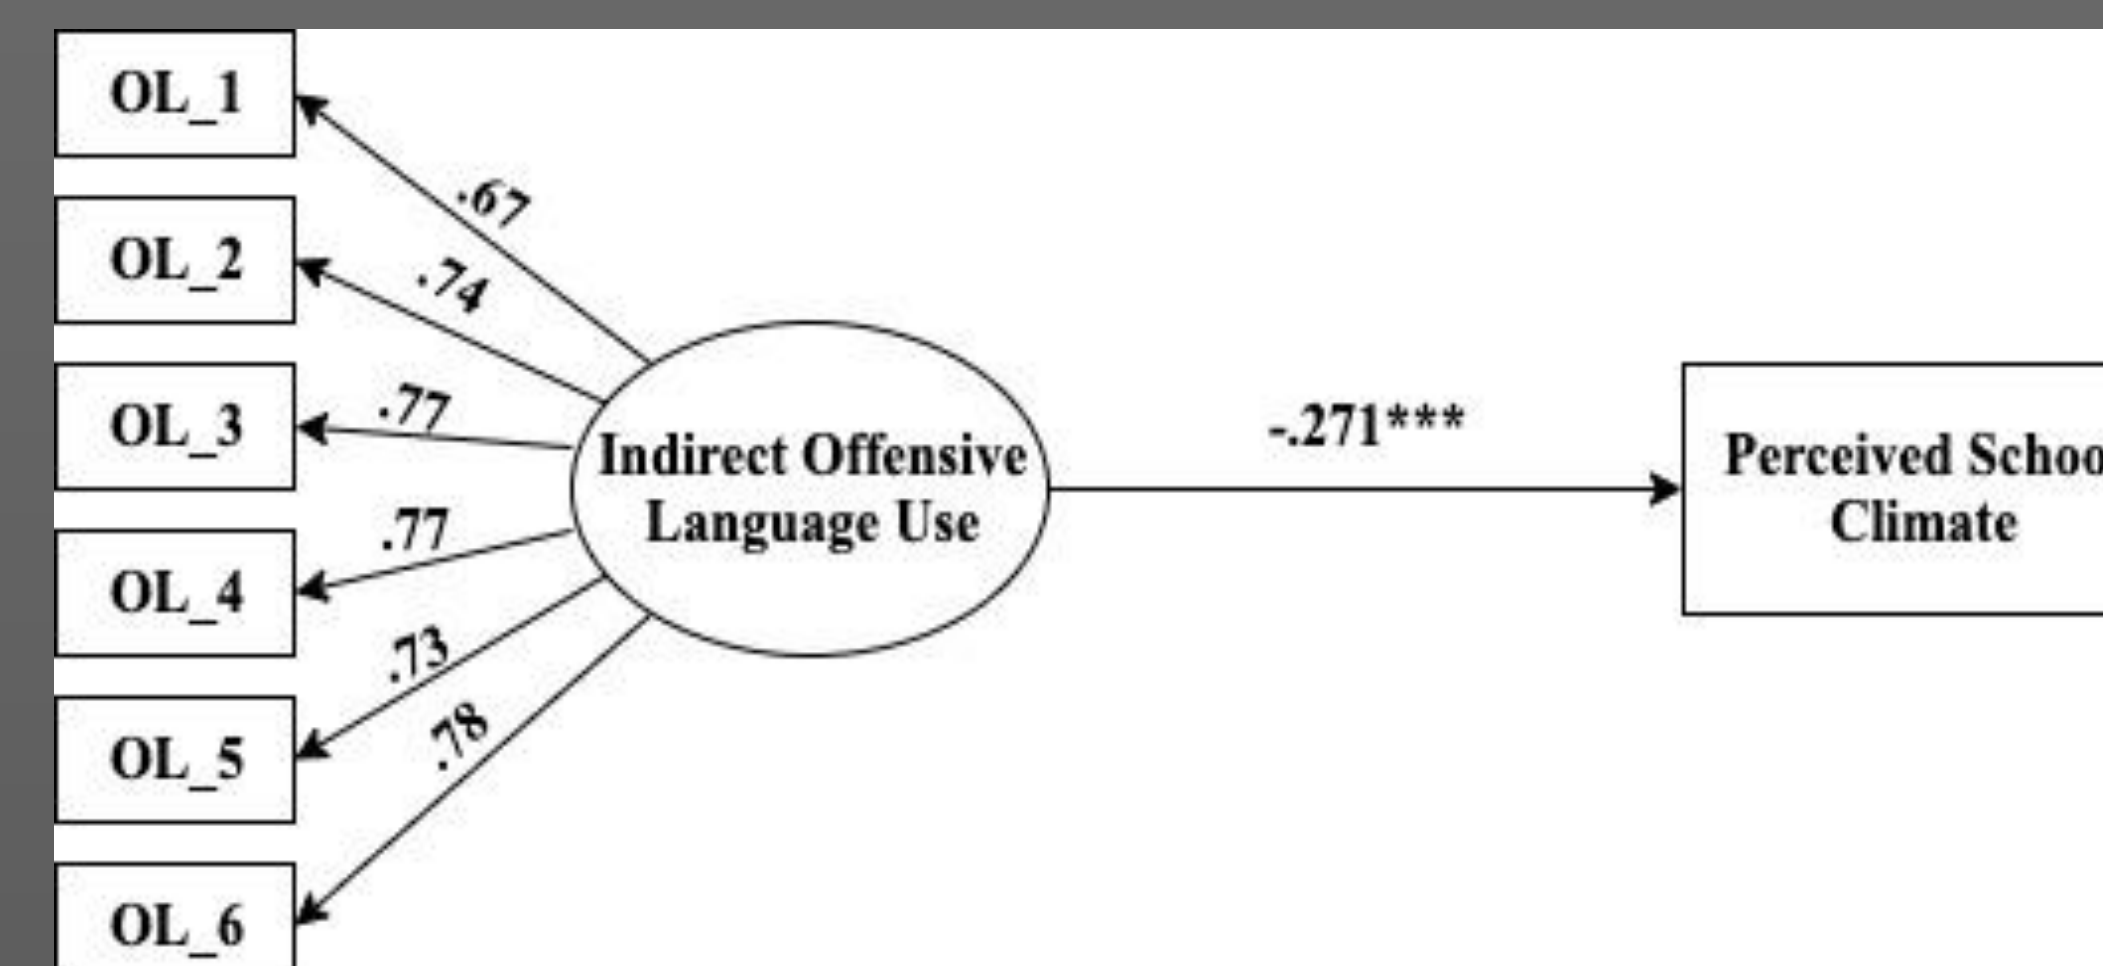 OL_1
.67
OL_2
.74
OL_3
.77
Indirect Offensive
Language Use
-.271***
Perceived Schoo
Climate
OL_4
.77
OL_5
.73
OL_6
.78